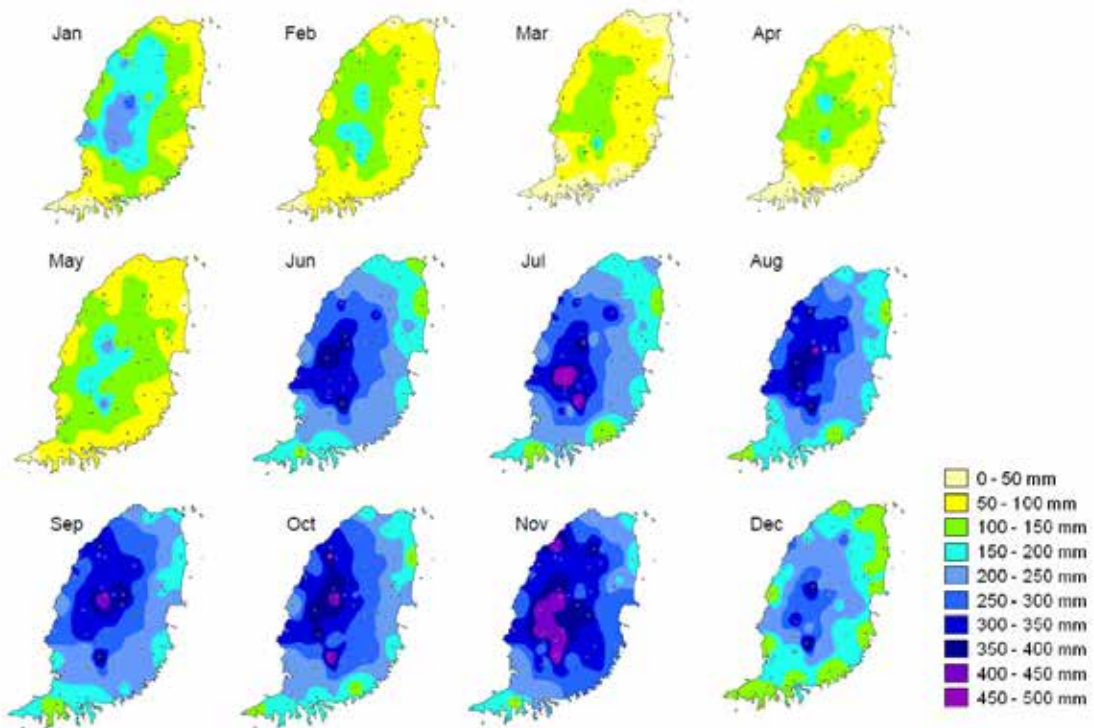 Jan
Feb
Mar
Apr
May
Jun
Jul
Aug
Sep
Oct
Nov
Dec
0 - 50 mm
50 - 100 mm
100 - 150 mm
150 - 200 mm
200 - 250 mm
250 - 300 mm
300 - 350 mm
350 - 400 mm
400 - 450 mm
450 - 500 mm